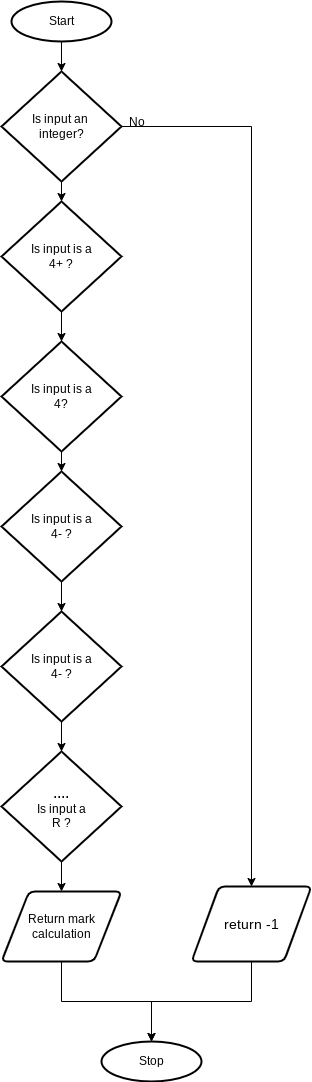 Start
Is input an
integer?
No
Is input is a
4+ ?
Is input is a
4?
Is input is a
4- ?
Is input is a
4- ?
....
Is input a
R ?
Return mark
calculation
return -1
Stop